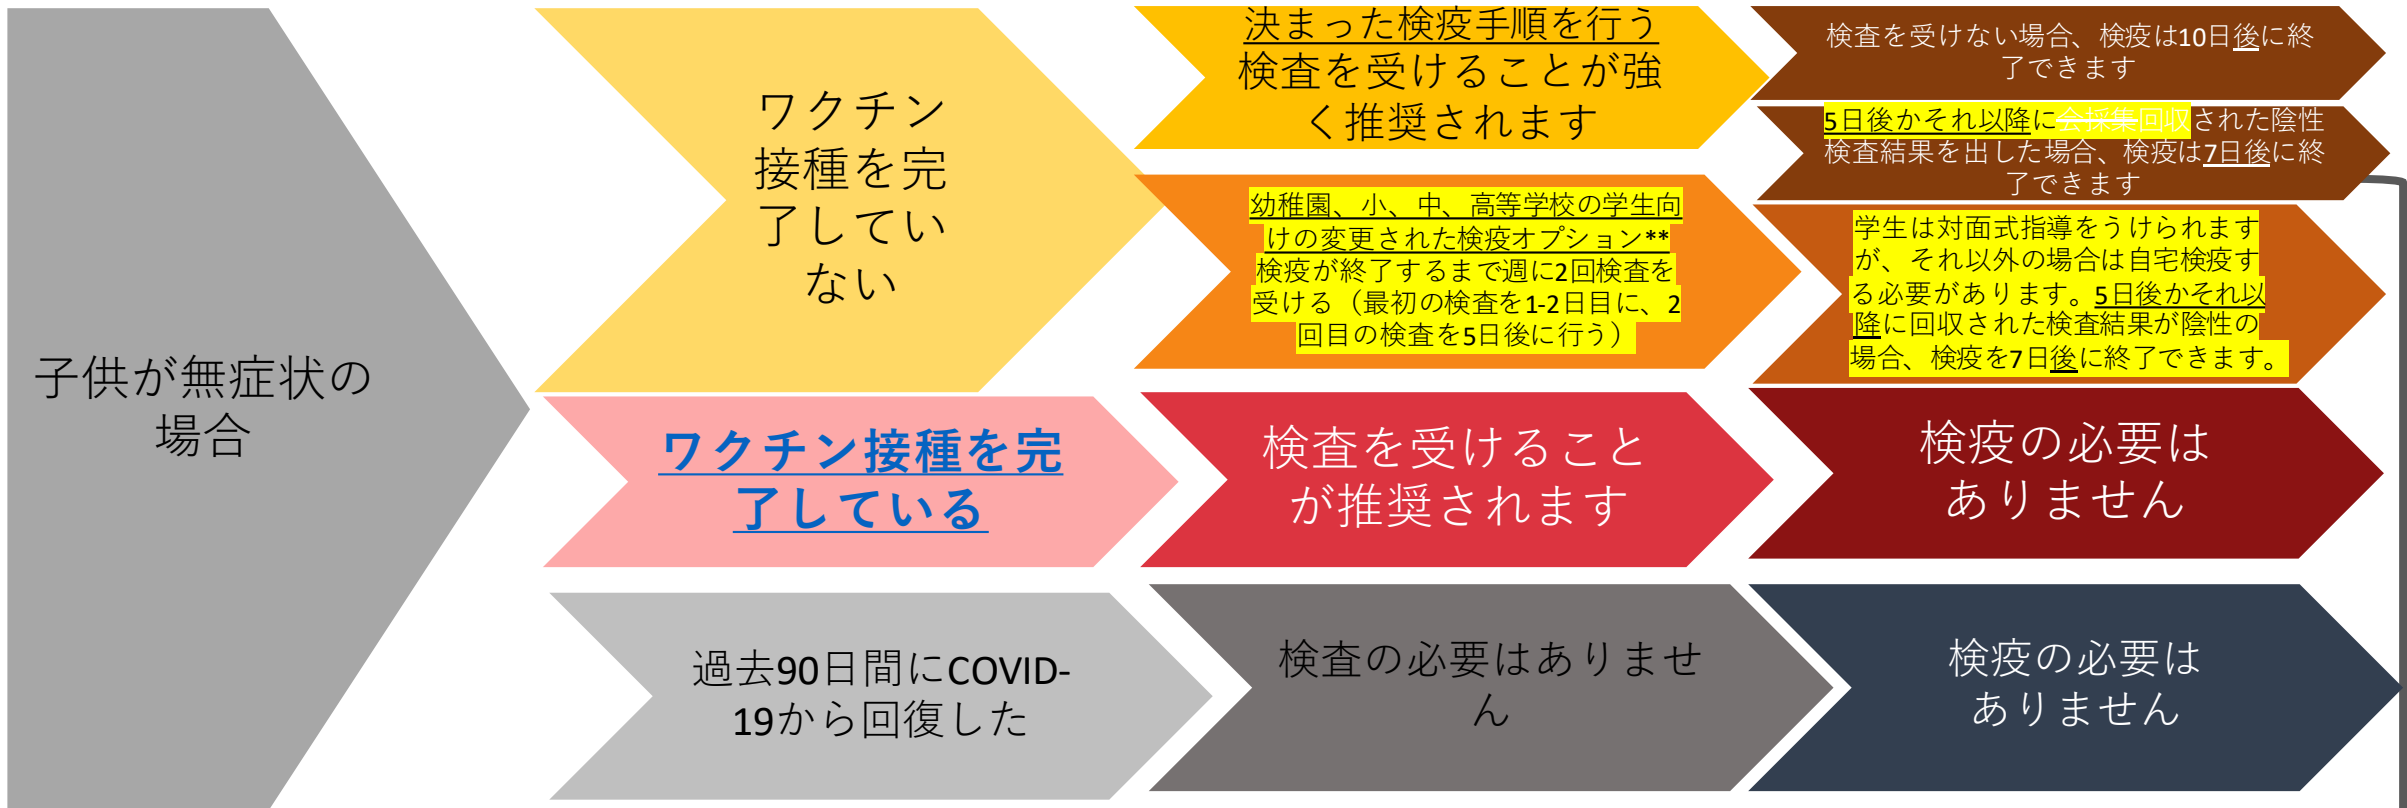 子供が無症状の
場合
ワクチン
接種を完
了してい
ない
決まった検疫手順を行う
検査を受けることが強
く推奨されます
検査を受けない場合、検疫は10日後に終
了できます
5日後かそれ以降に会採集回収された陰性
検査結果を出した場合、検疫は7日後に終
了できます
幼稚園、小、中、高等学校の学生向
けの変更された検疫オプション**
検疫が終了するまで週に2回検査を
受ける（最初の検査を1-2日目に、2
回目の検査を5日後に行う）
学生は対面式指導をうけられます
が、それ以外の場合は自宅検疫す
る必要があります。5日後かそれ以
降に回収された検査結果が陰性の
場合、検疫を7日後に終了できます。
ワクチン接種を完
了している
検査を受けること
が推奨されます
検疫の必要は
ありません
過去90日間にCOVID-
19から回復した
検査の必要はありませ
ん
検疫の必要は
ありません